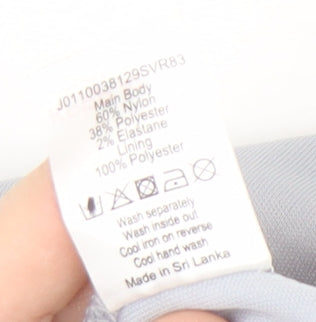 J0110038129SVR83
Main Body
60% Nylon
38% Polyester
2% Elastane
Lining
100% Polyester
Wash separately
Wash inside out
Cool iron on reverse
Cool hand wash
Made in Sri Lanka